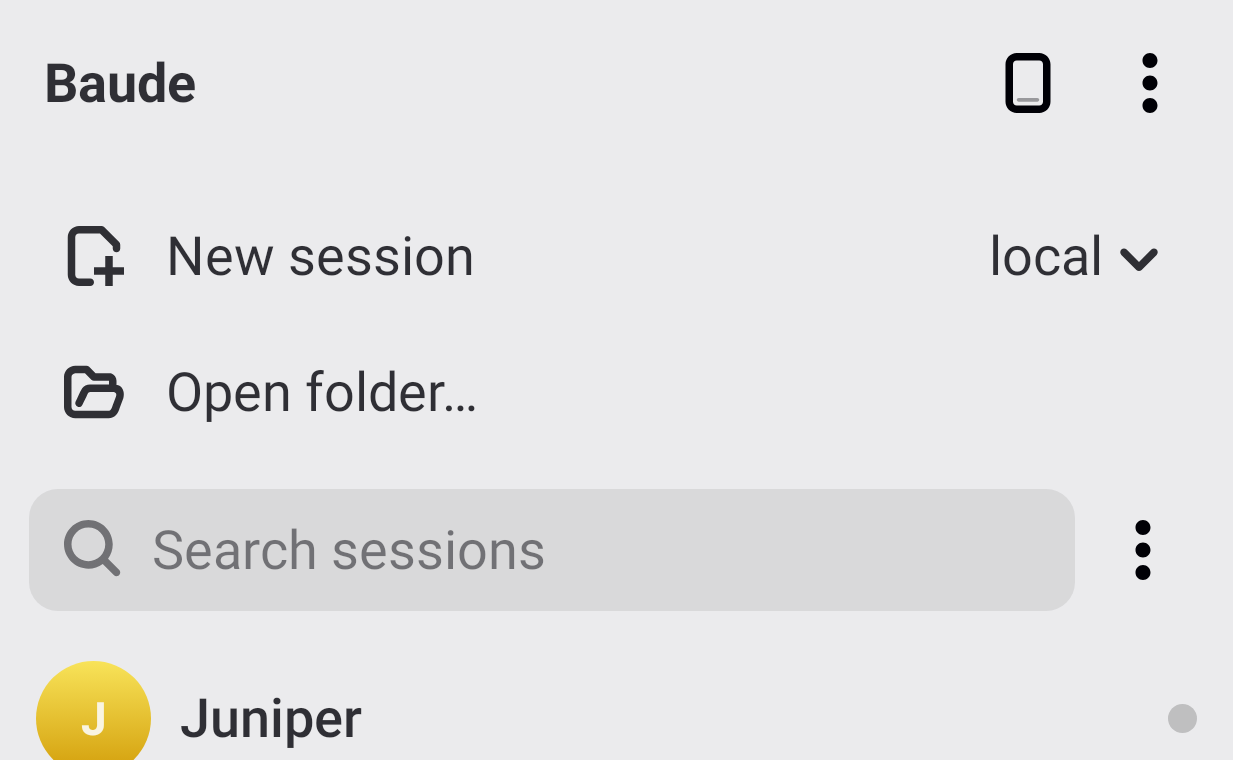 Baude
New session local
Open folder…
Search sessions
J Juniper